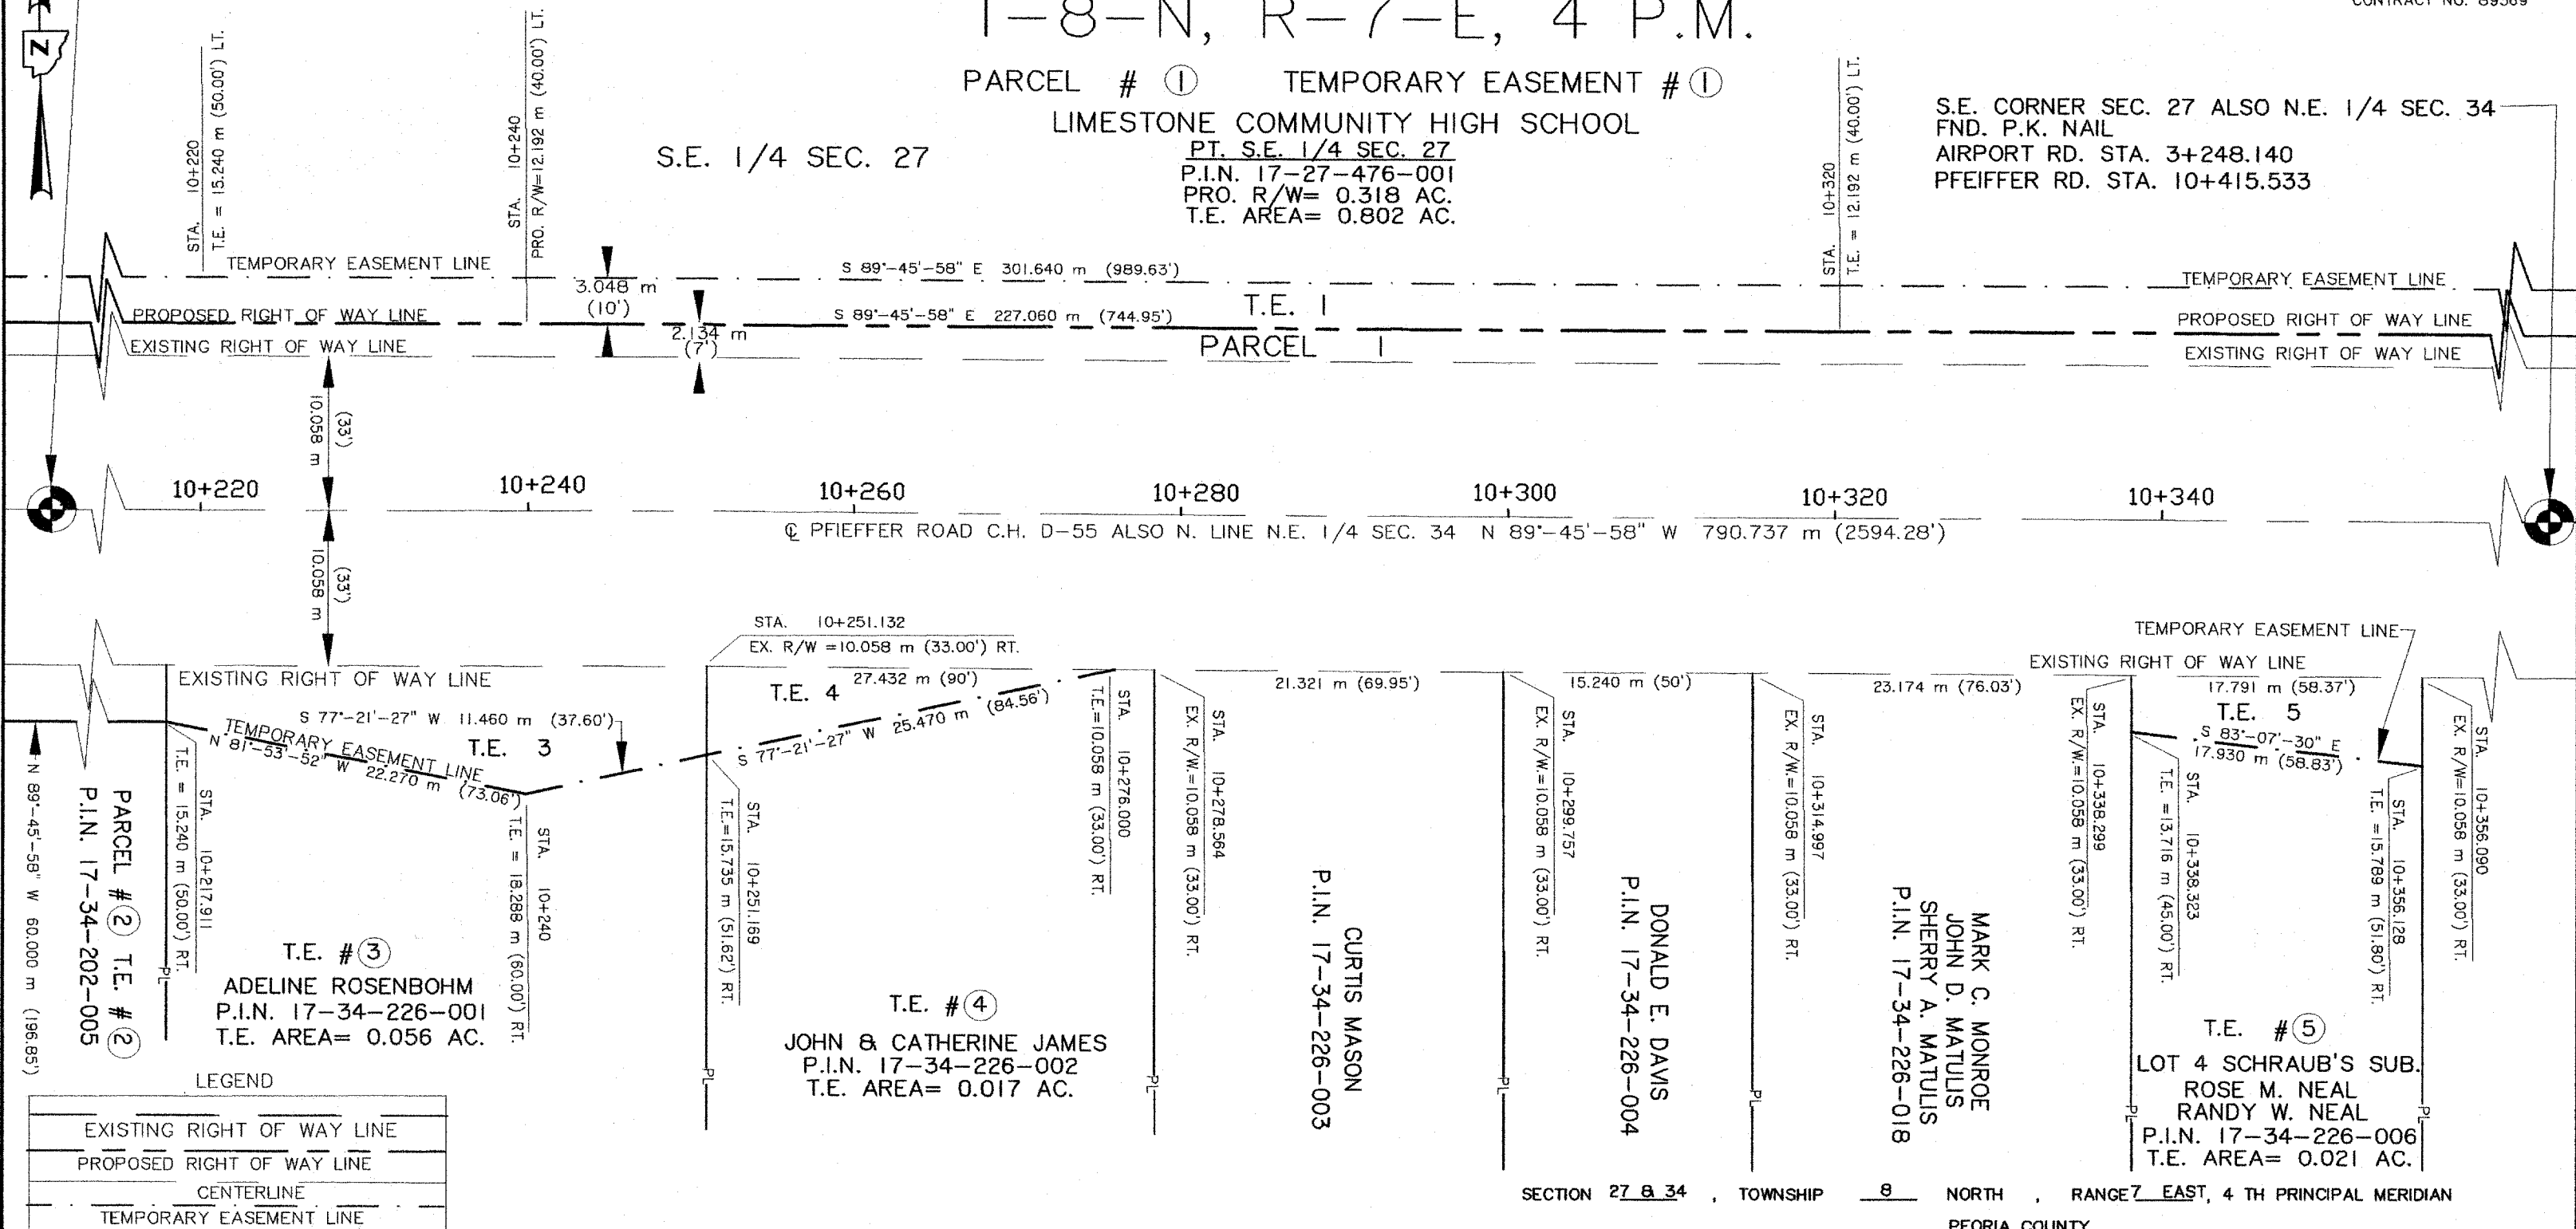 T-8-N, R-7-E, 4 P.M.
CONTRACT NO. 89569
N
STA. 10+220
T.E. = 15.240 m (50.00') LT.
STA. 10+240
PRO. R/W=12.192 m (40.00') LT.
S.E. 1/4 SEC. 27
PARCEL # 1 TEMPORARY EASEMENT # 1
LIMESTONE COMMUNITY HIGH SCHOOL
PT. S.E. 1/4 SEC. 27
P.I.N. 17-27-476-001
PRO. R/W= 0.318 AC.
T.E. AREA= 0.802 AC.
STA. 10+320
T.E. = 12.192 m (40.00') LT.
S.E. CORNER SEC. 27 ALSO N.E. 1/4 SEC. 34
FND. P.K. NAIL
AIRPORT RD. STA. 3+248.140
PFEIFFER RD. STA. 10+415.533
TEMPORARY EASEMENT LINE
S 89°-45'-58" E 301.640 m (989.63')
TEMPORARY EASEMENT LINE
3.048 m
(10')
T.E. 1
PROPOSED RIGHT OF WAY LINE
S 89°-45'-58" E 227.060 m (744.95')
PROPOSED RIGHT OF WAY LINE
2.134 m
(7')
EXISTING RIGHT OF WAY LINE
PARCEL 1
EXISTING RIGHT OF WAY LINE
(33')
10.058 m
10+220
10+240
10+260
10+280
10+300
10+320
10+340
℄ PFIEFFER ROAD C.H. D-55 ALSO N. LINE N.E. 1/4 SEC. 34 N 89°-45'-58" W 790.737 m (2594.28')
(33')
10.058 m
STA. 10+251.132
EX. R/W =10.058 m (33.00') RT.
TEMPORARY EASEMENT LINE
EXISTING RIGHT OF WAY LINE
EXISTING RIGHT OF WAY LINE
T.E. 4
27.432 m (90')
21.321 m (69.95')
15.240 m (50')
23.174 m (76.03')
17.791 m (58.37')
S 77°-21'-27" W 11.460 m (37.60')
TEMPORARY EASEMENT LINE
N 81°-53'-52" W 22.270 m (73.06')
T.E. 3
S 77°-21'-27" W 25.470 m (84.56')
T.E. 5
S 83°-07'-30" E
17.930 m (58.83')
N 89°-45'-58" W 60.000 m (196.85')
PARCEL # 2 T.E. # 2
P.I.N. 17-34-202-005
STA. 10+217.911
T.E. = 15.240 m (50.00') RT.
PL
STA. 10+240
T.E. = 18.288 m (60.00') RT.
STA. 10+251.169
T.E.=15.735 m (51.62') RT.
PL
STA. 10+276.000
T.E.=10.058 m (33.00') RT.
STA. 10+278.564
EX. R/W.=10.058 m (33.00') RT.
PL
STA. 10+299.757
EX. R/W.=10.058 m (33.00') RT.
PL
STA. 10+314.997
EX. R/W.=10.058 m (33.00') RT.
PL
STA. 10+338.299
EX. R/W.=10.058 m (33.00') RT.
STA. 10+338.323
T.E. =13.716 m (45.00') RT.
PL
STA. 10+356.128
T.E. =15.789 m (51.80') RT.
STA. 10+356.090
EX. R/W=10.058 m (33.00') RT.
PL
T.E. # 3
ADELINE ROSENBOHM
P.I.N. 17-34-226-001
T.E. AREA= 0.056 AC.
T.E. # 4
JOHN & CATHERINE JAMES
P.I.N. 17-34-226-002
T.E. AREA= 0.017 AC.
CURTIS MASON
P.I.N. 17-34-226-003
DONALD E. DAVIS
P.I.N. 17-34-226-004
MARK C. MONROE
JOHN D. MATULIS
SHERRY A. MATULIS
P.I.N. 17-34-226-018
T.E. # 5
LOT 4 SCHRAUB'S SUB.
ROSE M. NEAL
RANDY W. NEAL
P.I.N. 17-34-226-006
T.E. AREA= 0.021 AC.
LEGEND
EXISTING RIGHT OF WAY LINE
PROPOSED RIGHT OF WAY LINE
CENTERLINE
TEMPORARY EASEMENT LINE
SECTION 27 & 34 , TOWNSHIP 8 NORTH , RANGE 7 EAST, 4 TH PRINCIPAL MERIDIAN
PEORIA COUNTY